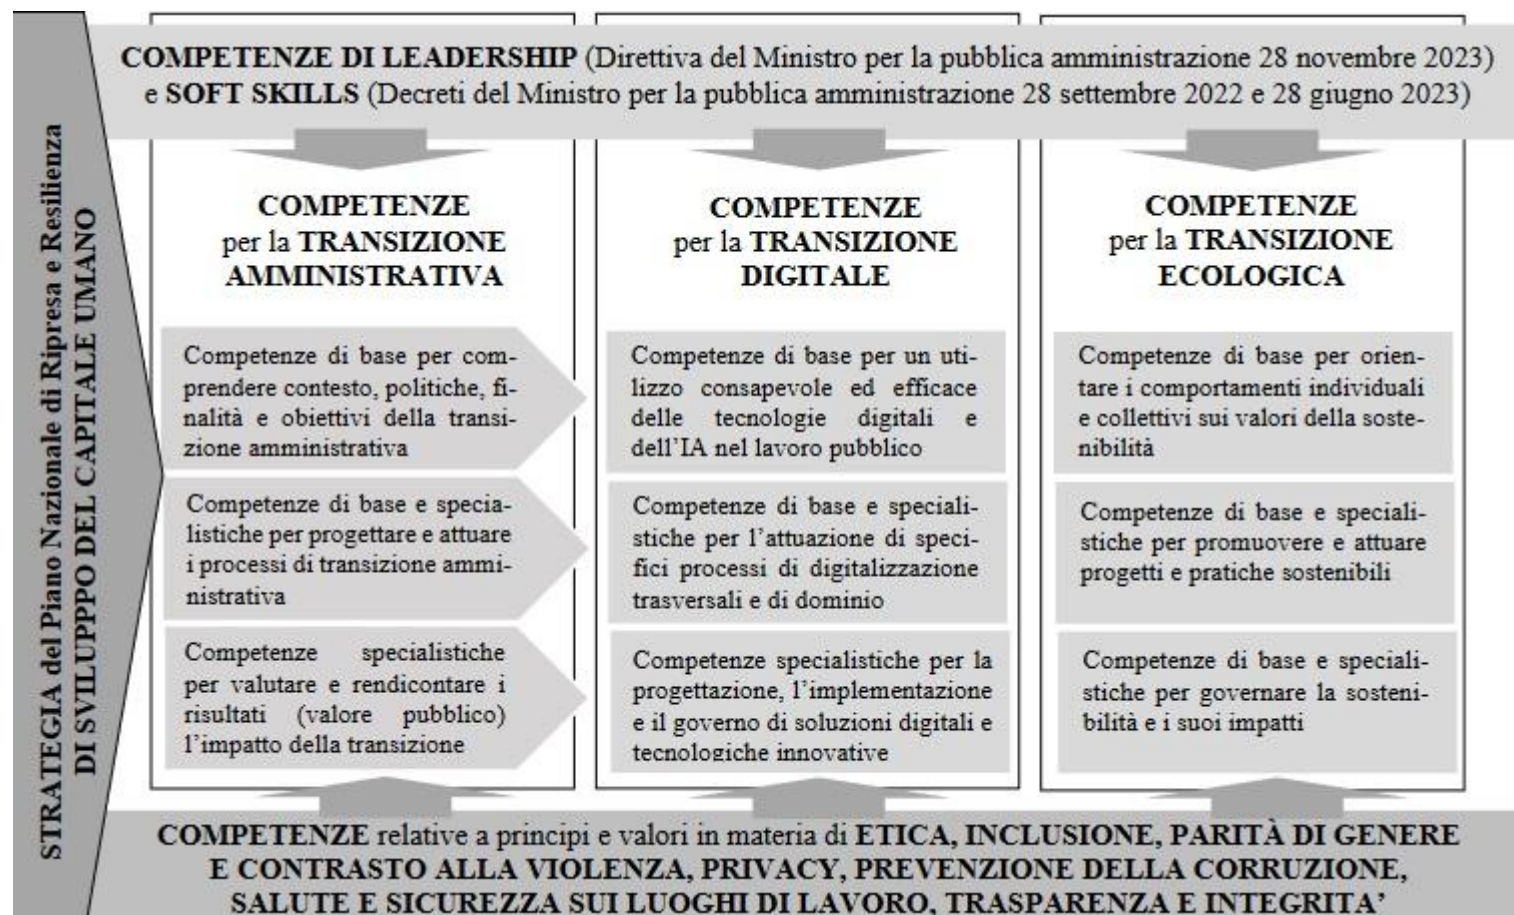 STRATEGIA del Piano Nazionale di Ripresa e Resilienza
DI SVILUPPPO DEL CAPITALE UMANO
COMPETENZE DI LEADERSHIP (Direttiva del Ministro per la pubblica amministrazione 28 novembre 2023)
e SOFT SKILLS (Decreti del Ministro per la pubblica amministrazione 28 settembre 2022 e 28 giugno 2023)
COMPETENZE
per la TRANSIZIONE
AMMINISTRATIVA
Competenze di base per com-
prendere contesto, politiche, fi-
nalità e obiettivi della transi-
zione amministrativa
Competenze di base e specia-
listiche per progettare e attuare
i processi di transizione ammi-
nistrativa
Competenze specialistiche
per valutare e rendicontare i
risultati (valore pubblico)
l’impatto della transizione
COMPETENZE
per la TRANSIZIONE
DIGITALE
Competenze di base per un uti-
lizzo consapevole ed efficace
delle tecnologie digitali e
dell’IA nel lavoro pubblico
Competenze di base e speciali-
stiche per l’attuazione di speci-
fici processi di digitalizzazione
trasversali e di dominio
Competenze specialistiche per la
progettazione, l’implementazione
e il governo di soluzioni digitali e
tecnologiche innovative
COMPETENZE
per la TRANSIZIONE
ECOLOGICA
Competenze di base per orien-
tare i comportamenti individuali
e collettivi sui valori della soste-
nibilità
Competenze di base e speciali-
stiche per promuovere e attuare
progetti e pratiche sostenibili
Competenze di base e speciali-
stiche per governare la sosteni-
bilità e i suoi impatti
COMPETENZE relative a principi e valori in materia di ETICA, INCLUSIONE, PARITÀ DI GENERE
E CONTRASTO ALLA VIOLENZA, PRIVACY, PREVENZIONE DELLA CORRUZIONE,
SALUTE E SICUREZZA SUI LUOGHI DI LAVORO, TRASPARENZA E INTEGRITA’